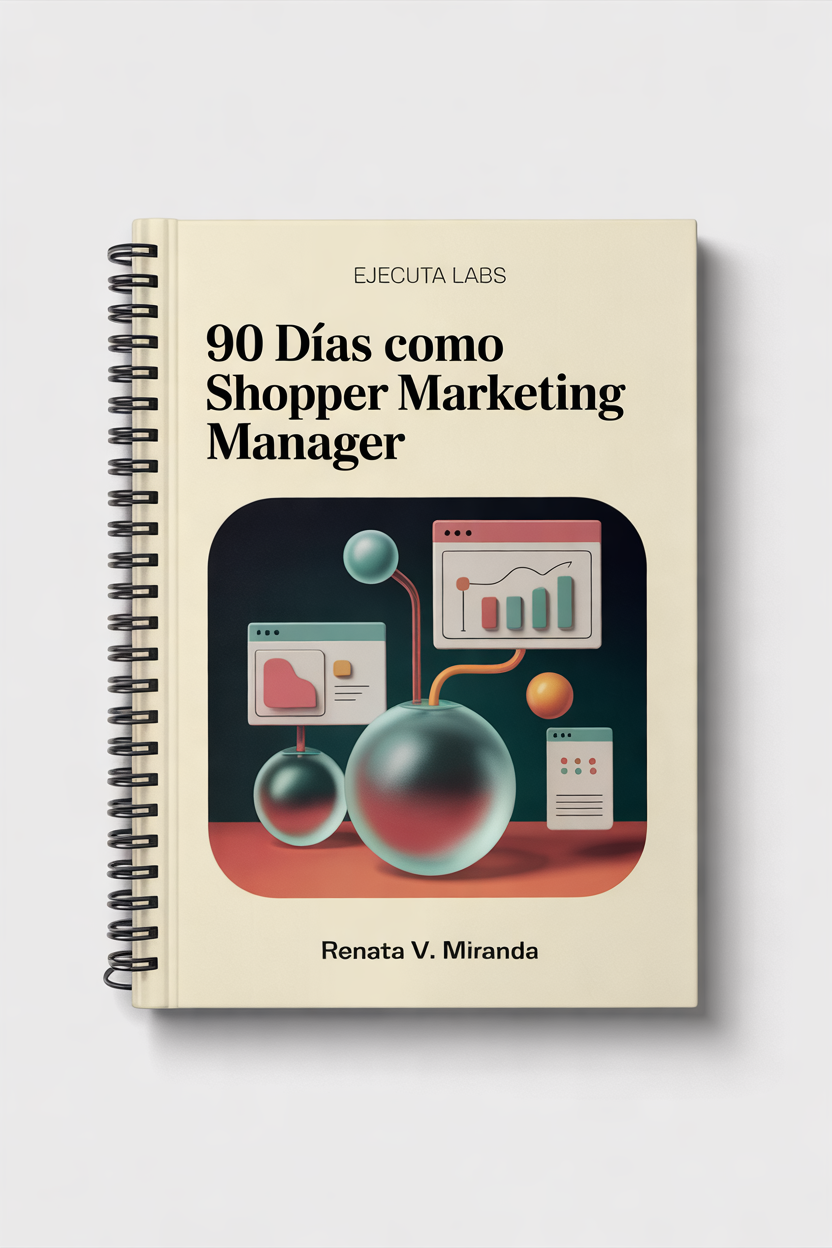 EJECUTA LABS
90 Días como
Shopper Marketing
Manager
Renata V. Miranda